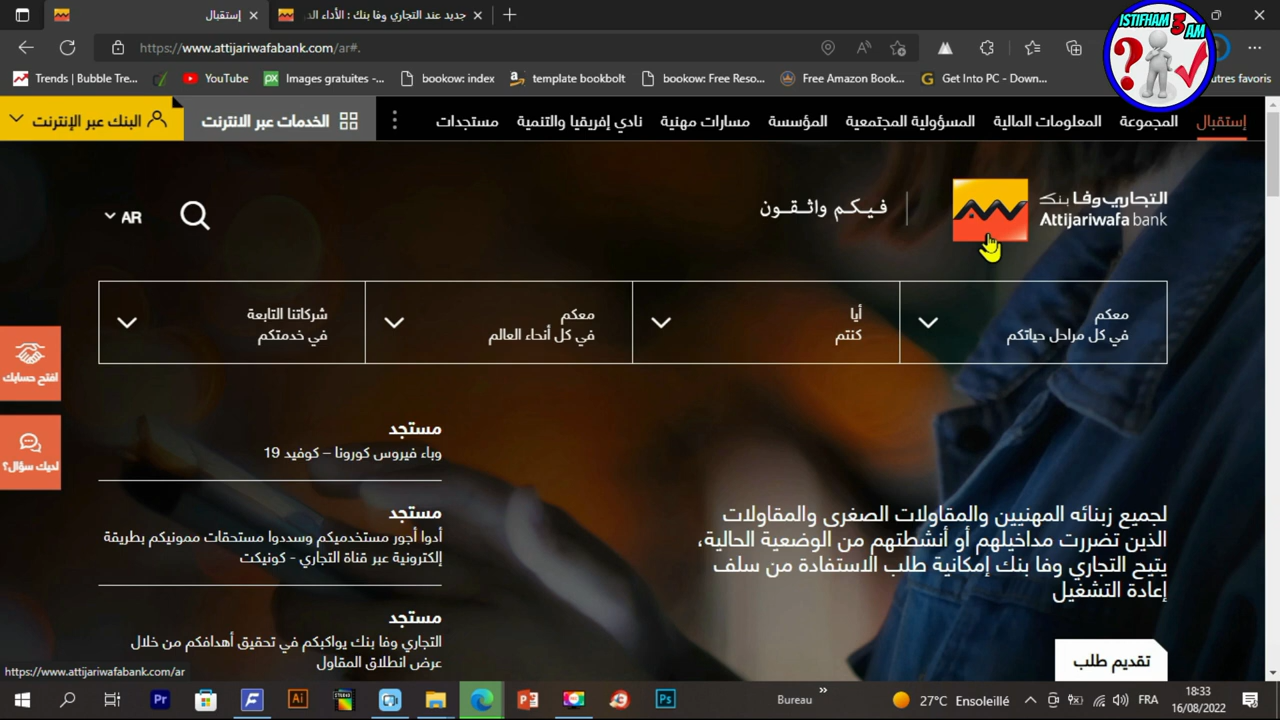 إستقبال
جديد عند التجاري وفا بنك : الأداء الد
https://www.attijariwafabank.com/ar#.
ISTIFHAM 3 AM
Trends | Bubble Tre...
YouTube
Images gratuites -...
bookow: index
template bookbolt
bookow: Free Reso...
Free Amazon Book...
Get Into PC - Down...
utres favoris
إستقبال
المجموعة
المعلومات المالية
المسؤولية المجتمعية
المؤسسة
مسارات مهنية
نادي إفريقيا والتنمية
مستجدات
الخدمات عبر الانترنت
البنك عبر الإنترنت
التجاري وفا بنك
Attijariwafa bank
فيكم واثقون
AR
معكم
في كل مراحل حياتكم
أيا
كنتم
معكم
في كل أنحاء العالم
شركاتنا التابعة
في خدمتكم
افتح حسابك
لديك سؤال؟
مستجد
وباء فيروس كورونا – كوفيد 19
مستجد
أدوا أجور مستخدميكم وسددوا مستحقات ممونيكم بطريقة
إلكترونية عبر قناة التجاري - كونيكت
مستجد
التجاري وفا بنك يواكبكم في تحقيق أهدافكم من خلال
عرض انطلاق المقاول
لجميع زبنائه المهنيين والمقاولات الصغرى والمقاولات
الذين تضررت مداخيلهم أو أنشطتهم من الوضعية الحالية،
يتيح التجاري وفا بنك إمكانية طلب الاستفادة من سلف
إعادة التشغيل
تقديم طلب
https://www.attijariwafabank.com/ar
Bureau
27°C Ensoleillé
FRA
18:33
16/08/2022